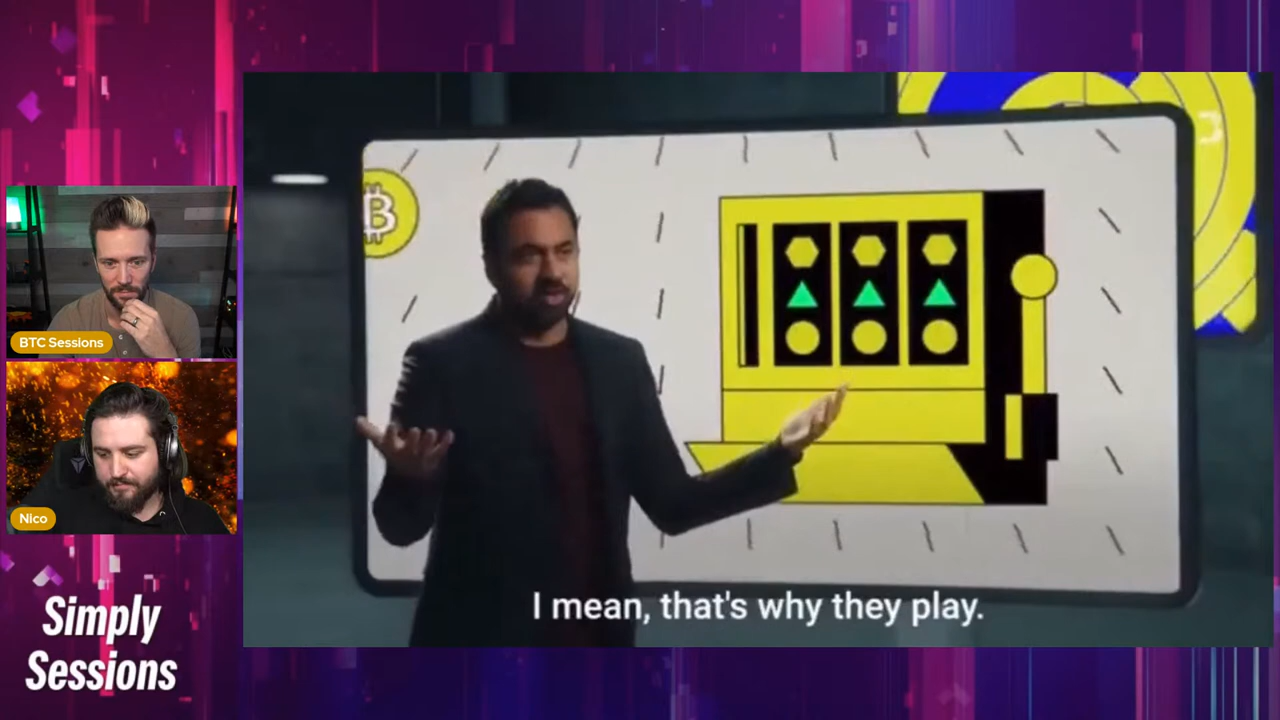 BTC Sessions
Nico
Simply
Sessions
I mean, that's why they play.